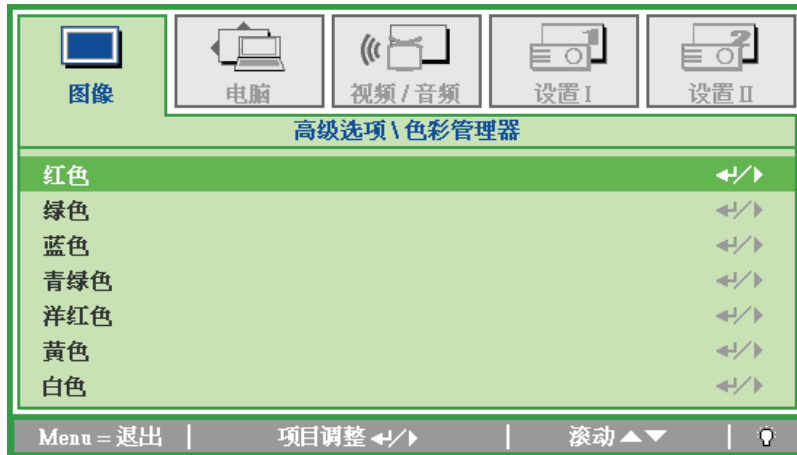 图像 电脑 视频 / 音频 设置 I 设置 II
高级选项 \ 色彩管理器
红色
绿色
蓝色
青绿色
洋红色
黄色
白色
Menu = 退出 项目调整 滚动